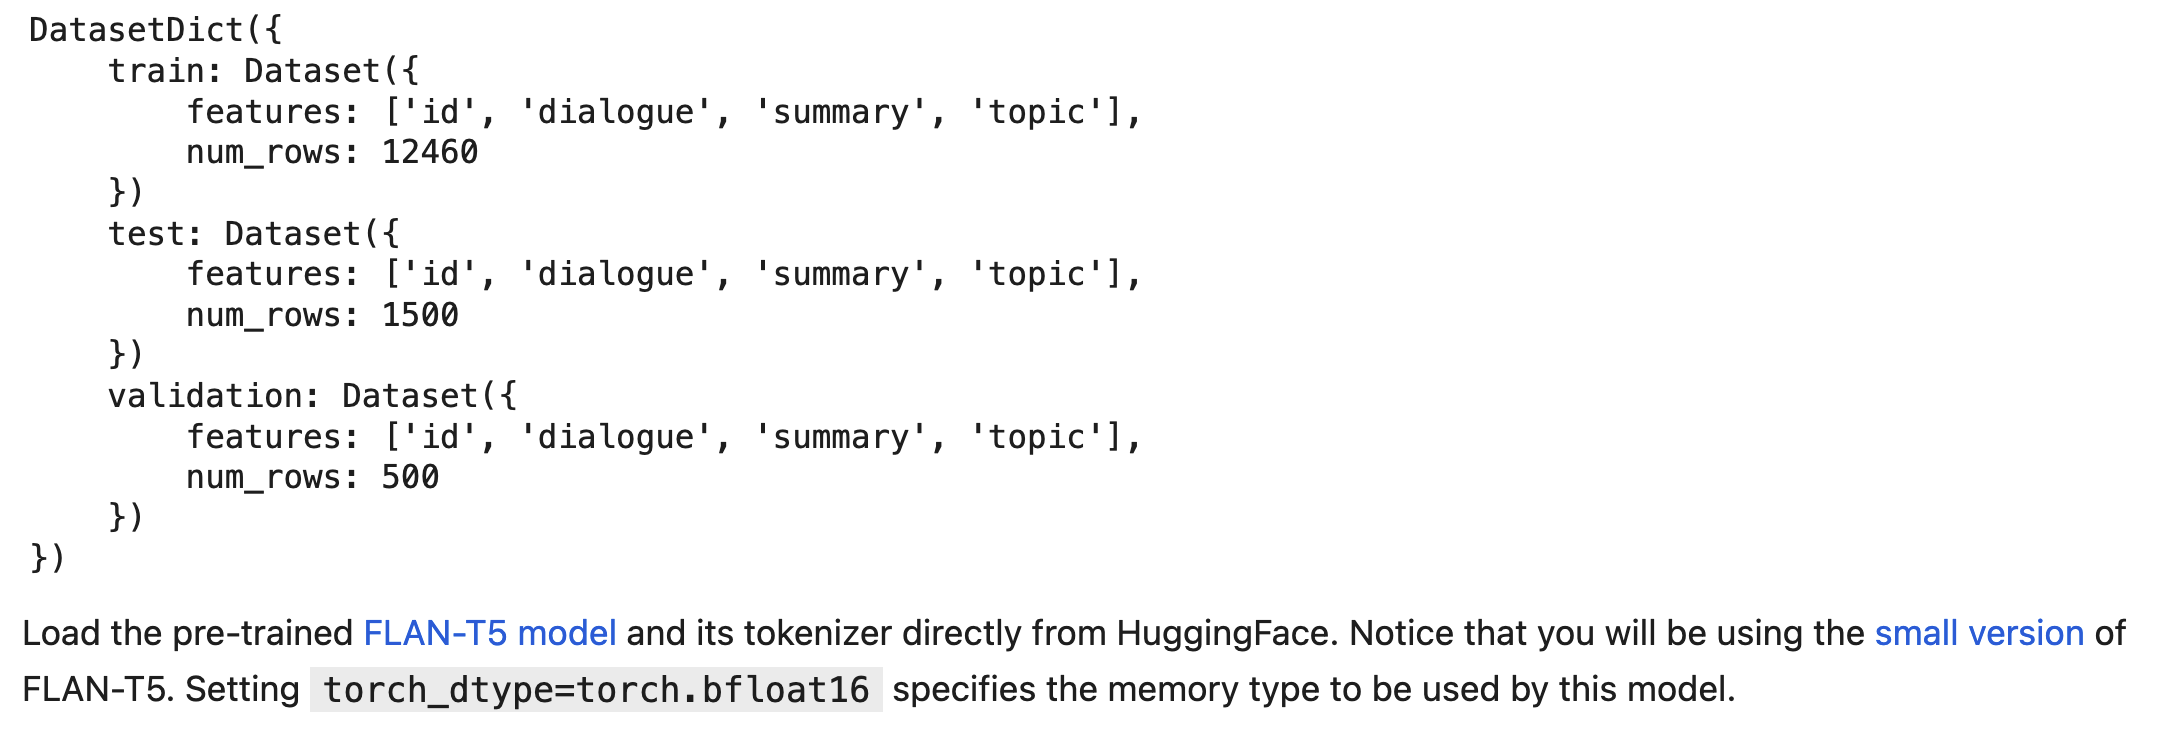 DatasetDict({
    train: Dataset({
        features: ['id', 'dialogue', 'summary', 'topic'],
        num_rows: 12460
    })
    test: Dataset({
        features: ['id', 'dialogue', 'summary', 'topic'],
        num_rows: 1500
    })
    validation: Dataset({
        features: ['id', 'dialogue', 'summary', 'topic'],
        num_rows: 500
    })
})
Load the pre-trained FLAN-T5 model and its tokenizer directly from HuggingFace. Notice that you will be using the small version of
FLAN-T5. Setting torch_dtype=torch.bfloat16 specifies the memory type to be used by this model.